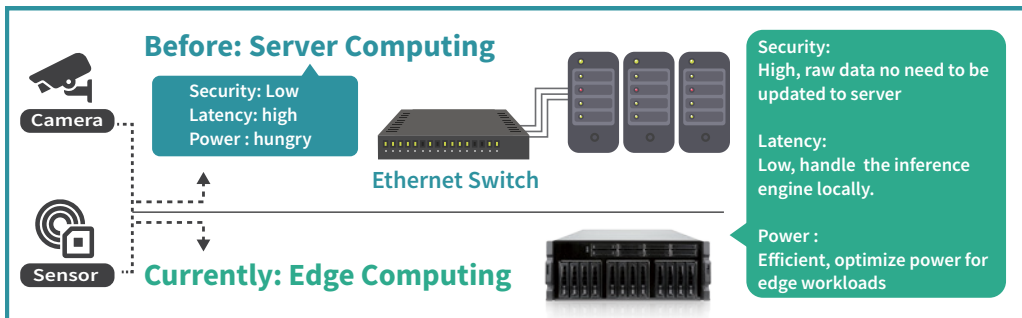 Before: Server Computing
Security: Low
Latency: high
Power : hungry
Camera
Ethernet Switch
Sensor
Currently: Edge Computing
Security:
High, raw data no need to be
updated to server
Latency:
Low, handle the inference
engine locally.
Power :
Efficient, optimize power for
edge workloads